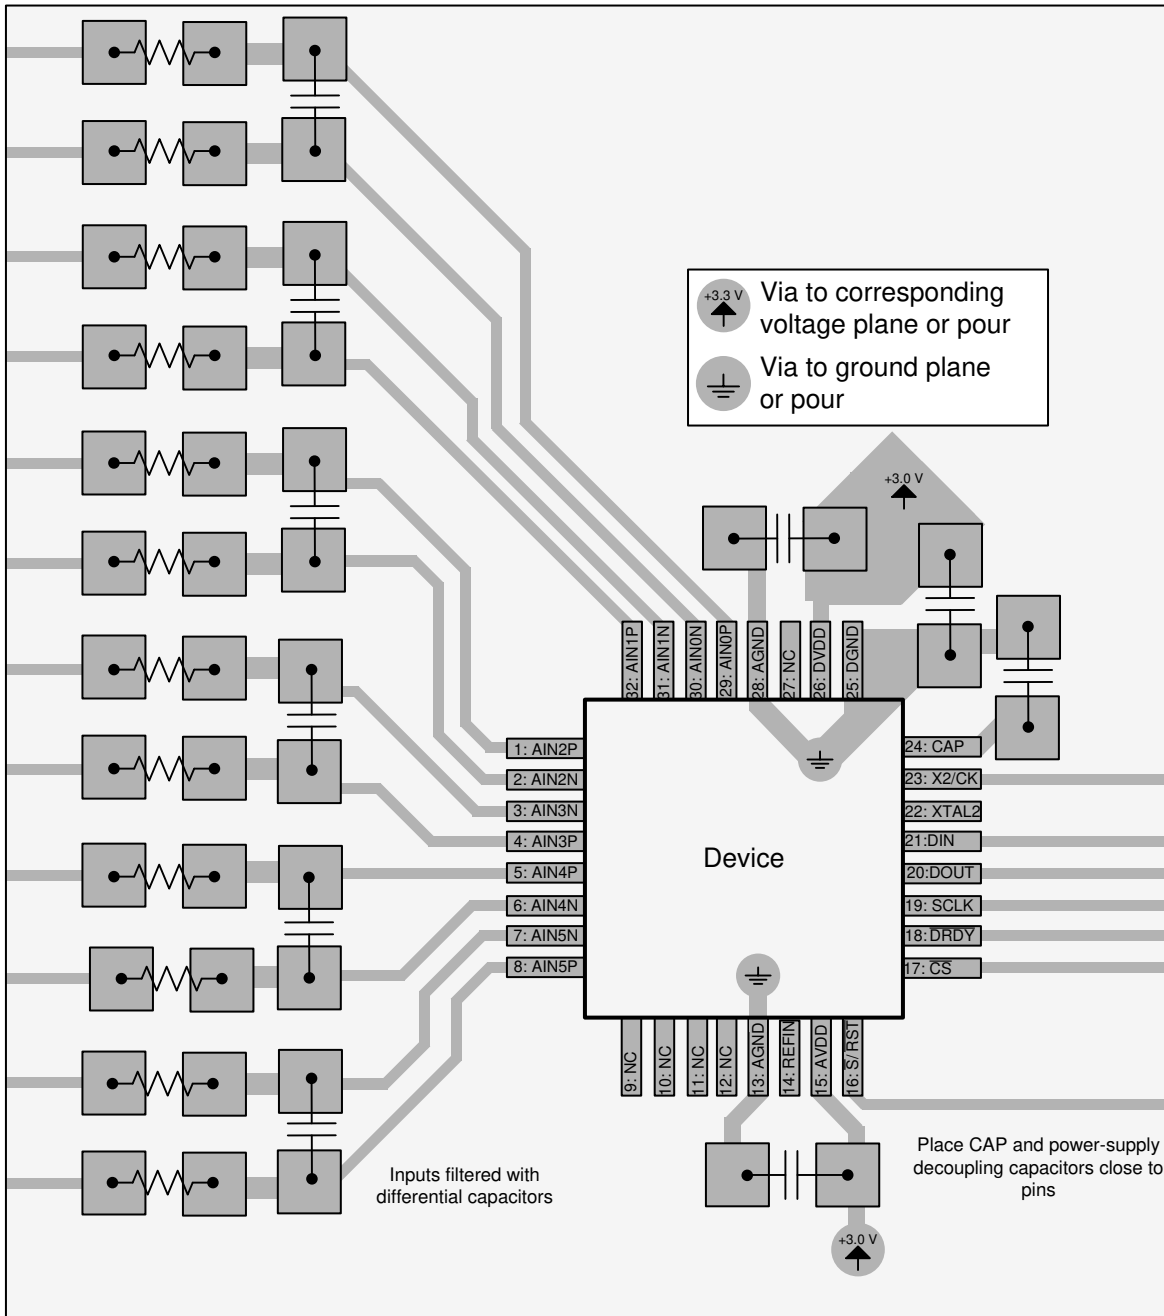 +3.3 V
Via to corresponding
voltage plane or pour
Via to ground plane
or pour
+3.0 V
32: AIN1P
31: AIN1N
30: AIN0N
29: AIN0P
28: AGND
27: NC
26: DVDD
25: DGND
1: AIN2P
2: AIN2N
3: AIN3N
4: AIN3P
5: AIN4P
6: AIN4N
7: AIN5N
8: AIN5P
Device
24: CAP
23: X2/CK
22: XTAL2
21:DIN
20:DOUT
19: SCLK
18: DRDY
17: CS
9: NC
10: NC
11: NC
12: NC
13: AGND
14: REFIN
15: AVDD
16: S/RST
Inputs filtered with
differential capacitors
Place CAP and power-supply
decoupling capacitors close to
pins
+3.0 V